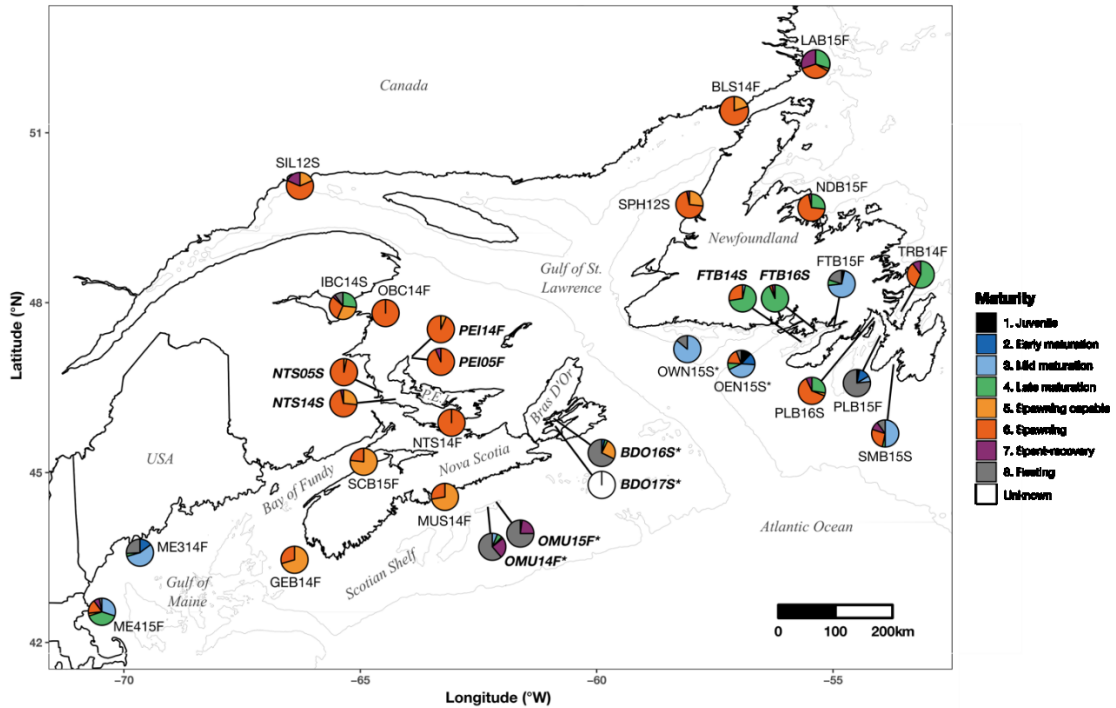 LAB15F
Canada
BLS14F
51
SIL12S
SPH12S
NDB15F
Newfoundland
TRB14F
Gulf of St.
Lawrence
FTB14S
FTB16S
FTB15F
IBC14S
OBC14F
48
PEI14F
PEI05F
OWN15S*
OEN15S*
NTS05S
NTS14S
P.E.I.
PLB16S
PLB15F
Bras D'Or
NTS14F
SMB15S
USA
Nova Scotia
BDO16S*
SCB15F
BDO17S*
45
Bay of Fundy
MUS14F
Atlantic Ocean
OMU15F*
OMU14F*
ME314F
GEB14F
Scotian Shelf
Gulf of
Maine
ME415F
0 100 200km
42
−70 −65 −60 −55
Latitude (°N)
Longitude (°W)
Maturity
1. Juvenile
2. Early maturation
3. Mid maturation
4. Late maturation
5. Spawning capable
6. Spawning
7. Spent-recovery
8. Resting
Unknown